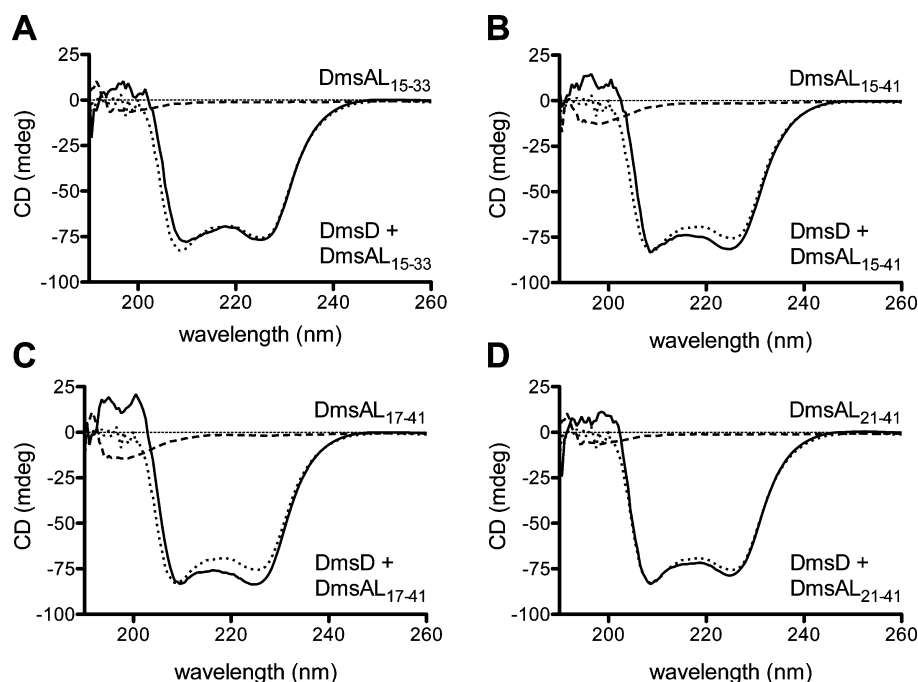 A
25
0
-25
-50
-75
-100
CD (mdeg)
DmsAL15-33
DmsD +
DmsAL15-33
200
220
240
260
wavelength (nm)
B
25
0
-25
-50
-75
-100
CD (mdeg)
DmsAL15-41
DmsD +
DmsAL15-41
200
220
240
260
wavelength (nm)
C
25
0
-25
-50
-75
-100
CD (mdeg)
DmsAL17-41
DmsD +
DmsAL17-41
200
220
240
260
wavelength (nm)
D
25
0
-25
-50
-75
-100
CD (mdeg)
DmsAL21-41
DmsD +
DmsAL21-41
200
220
240
260
wavelength (nm)